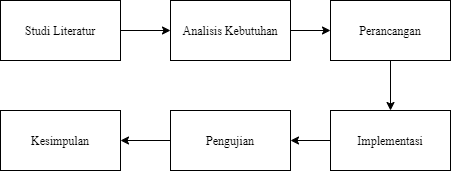 Studi Literatur
Analisis Kebutuhan
Perancangan
Implementasi
Pengujian
Kesimpulan